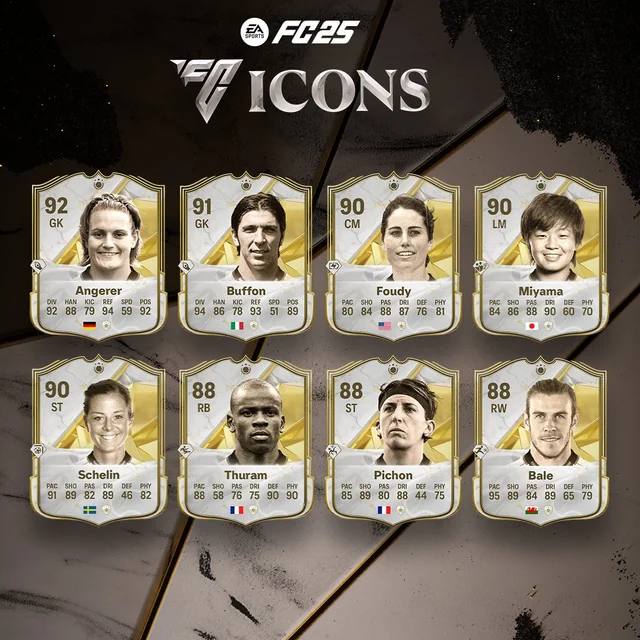 EA SPORTS FC25
FC ICONS
92
GK
Angerer
DIV HAN KIC REF SPD POS
92 88 79 94 59 92
91
GK
Buffon
DIV HAN KIC REF SPD POS
94 86 78 93 51 89
90
CM
Foudy
PAC SHO PAS DRI DEF PHY
80 84 88 87 76 81
90
LM
Miyama
PAC SHO PAS DRI DEF PHY
84 86 88 90 60 70
90
ST
Schelin
PAC SHO PAS DRI DEF PHY
91 89 82 89 46 82
88
RB
Thuram
PAC SHO PAS DRI DEF PHY
88 58 76 75 90 90
88
ST
Pichon
PAC SHO PAS DRI DEF PHY
85 89 80 88 44 75
88
RW
Bale
PAC SHO PAS DRI DEF PHY
95 89 84 89 65 79